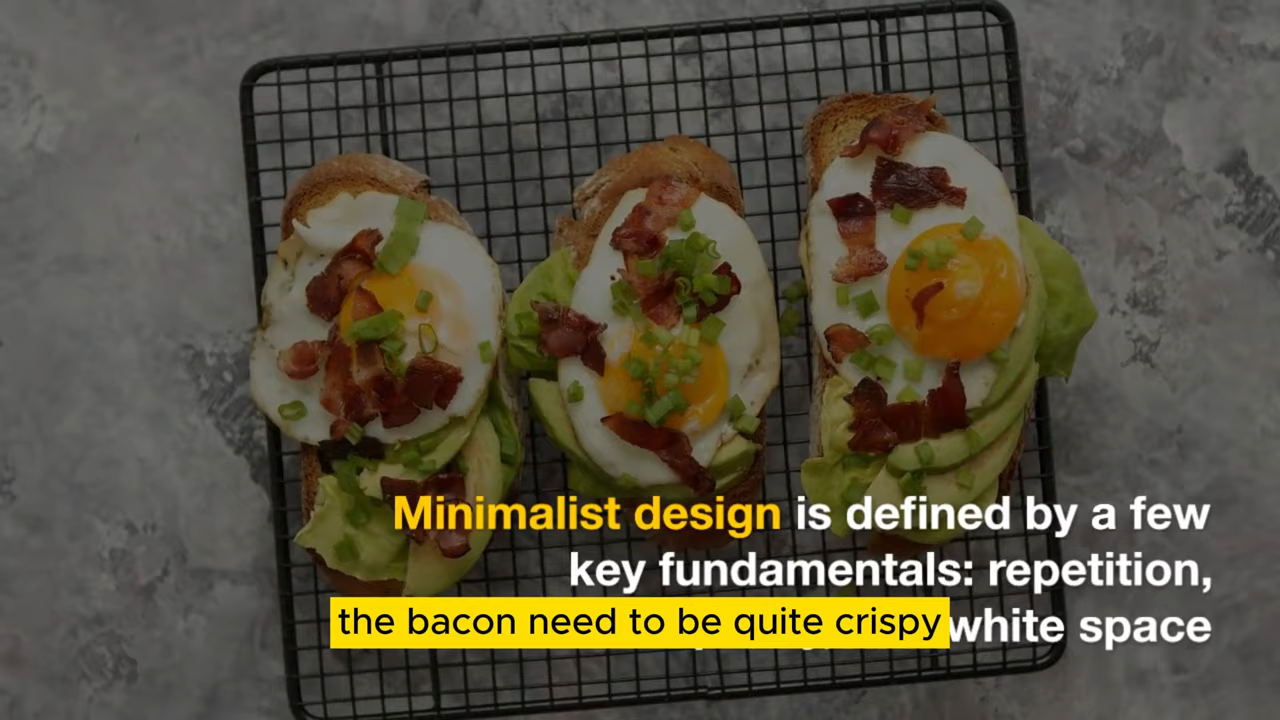 Minimalist design is defined by a few
key fundamentals: repetition,
white space
the bacon need to be quite crispy